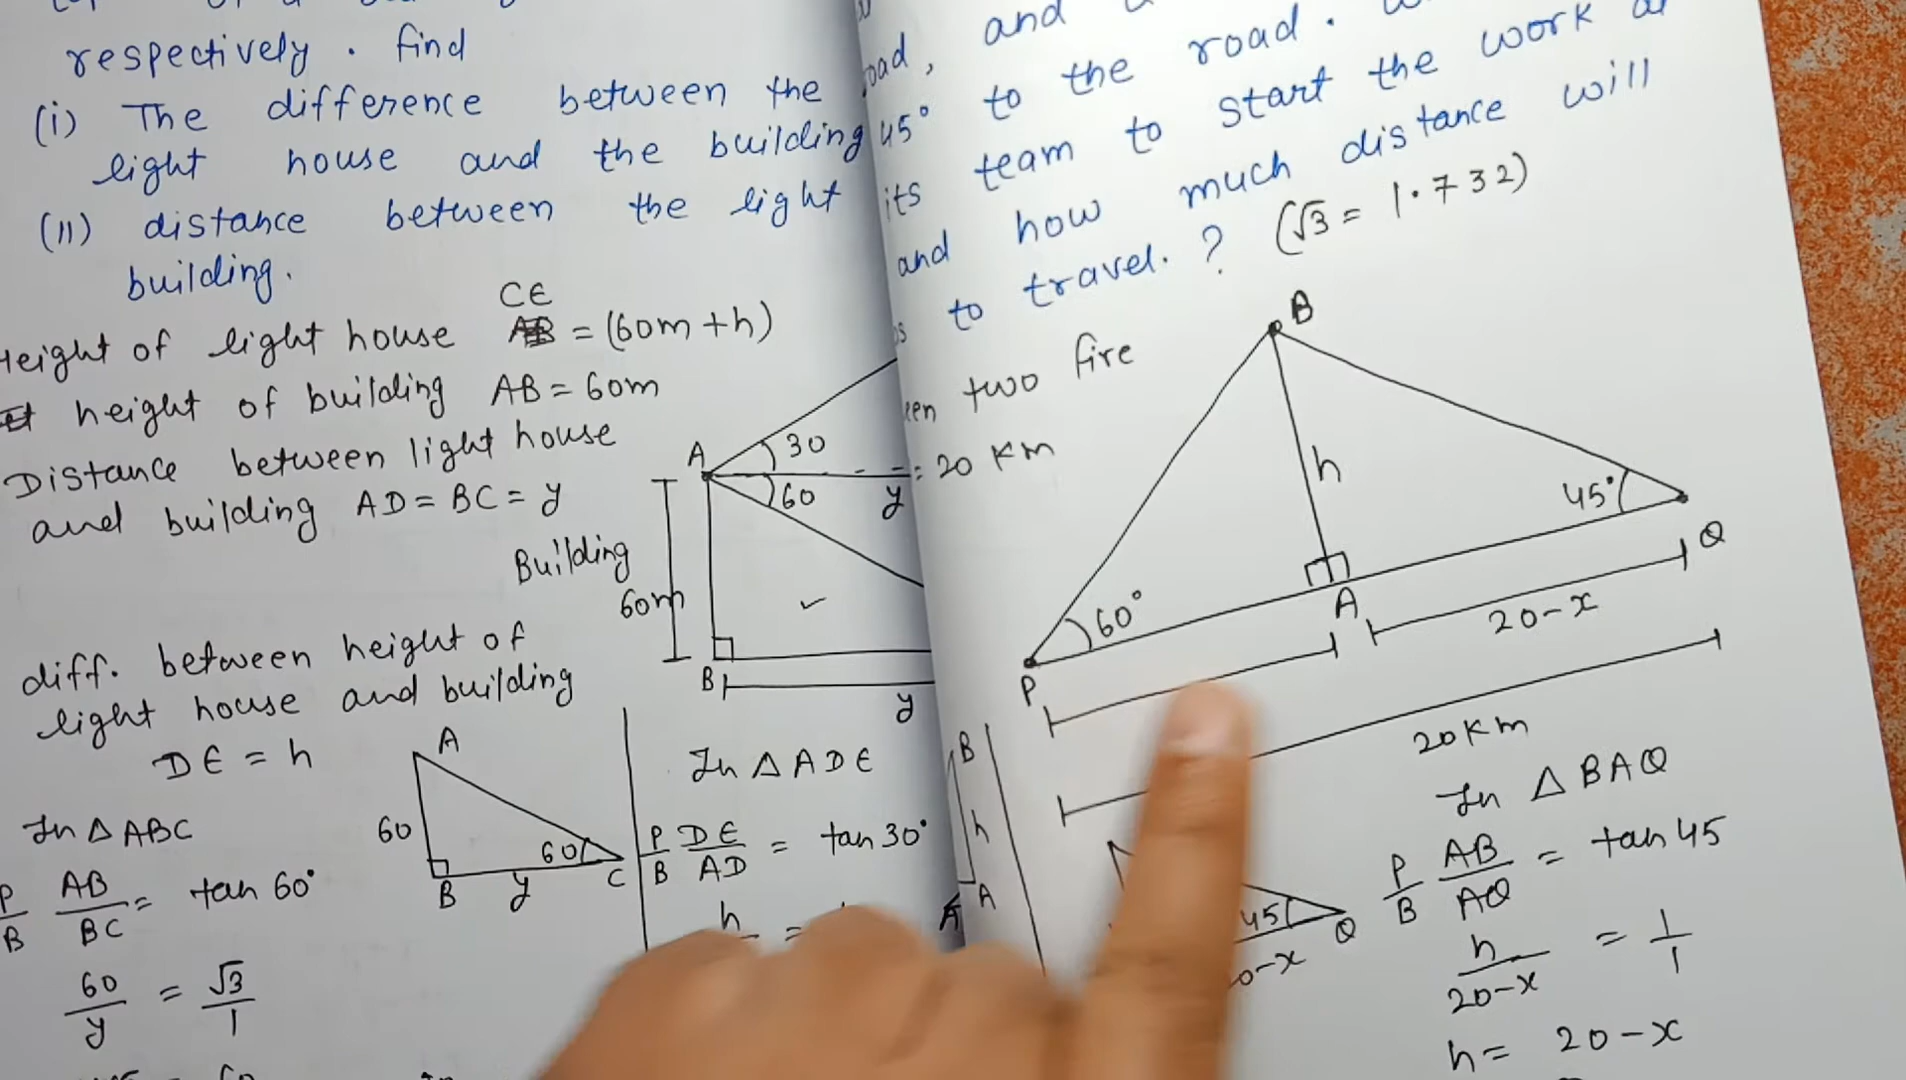 respectively. find
(i) The difference between the
light house and the building
(ii) distance between the light
building.
CE
Height of light house AB = (60m+h)
height of building AB = 60m
Distance between light house
and building AD = BC = y
A
30
60
y
Building
60m
B
y
diff. between height of
light house and building
DE = h
A
60
60
B
y
C
In △ ABC
P/B AB/BC = tan 60°
60/y = √3/1
In △ ADE
P/B DE/AD = tan 30°
h
=
and
road,
to the road.
45°
its team to start the work
and how much distance will
to travel.? (√3 = 1.732)
two fire
= 20 Km
B
h
45°
60°
A
Q
P
20-x
20 Km
B
h
A
45
Q
In △ BAQ
P/B AB/AQ = tan 45
h/20-x = 1/1
h = 20-x